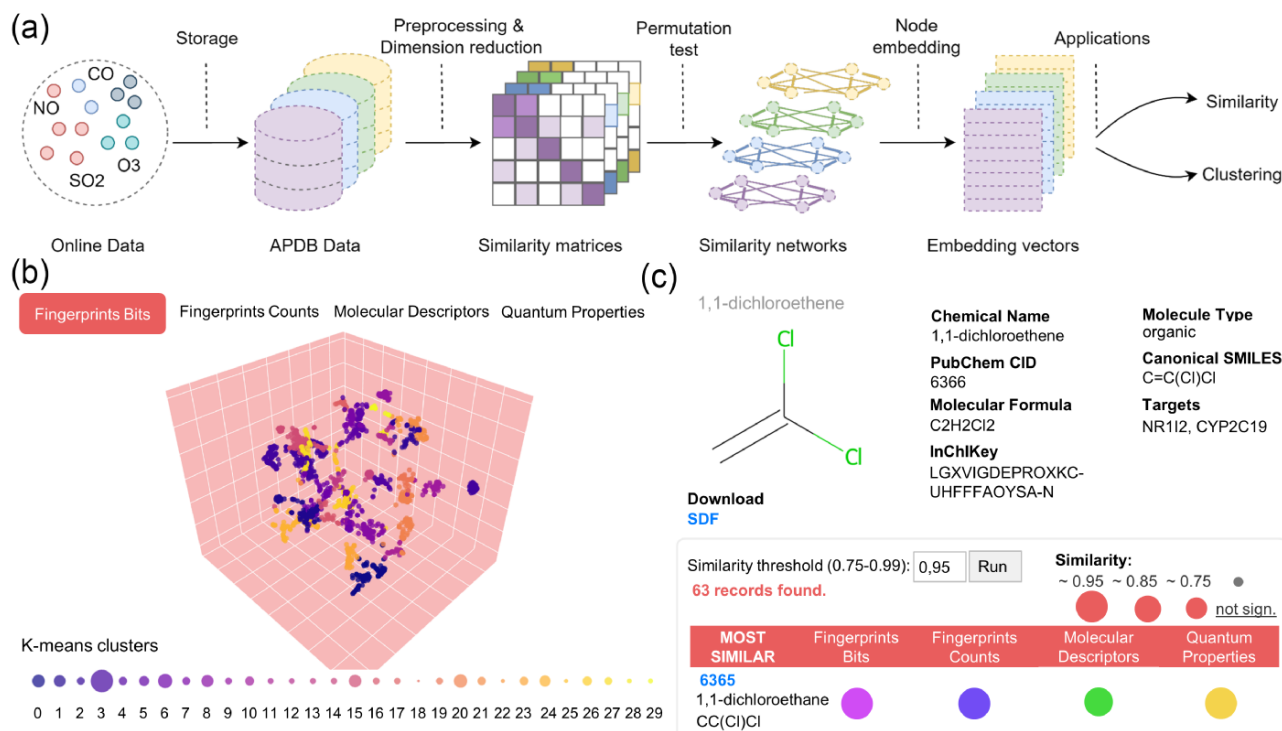 (a)
Storage
Preprocessing &
Dimension reduction
Permutation
test
Node
embedding
Applications
CO
NO
O3
SO2
Similarity
Clustering
Online Data
APDB Data
Similarity matrices
Similarity networks
Embedding vectors
(b)
Fingerprints Bits
Fingerprints Counts
Molecular Descriptors
Quantum Properties
K-means clusters
0 1 2 3 4 5 6 7 8 9 10 11 12 13 14 15 16 17 18 19 20 21 22 23 24 25 26 27 28 29
(c)
1,1-dichloroethene
Cl
Cl
Download
SDF
Chemical Name
1,1-dichloroethene
PubChem CID
6366
Molecular Formula
C2H2Cl2
InChIKey
LGXVIGDEPROXKC-
UHFFFAOYSA-N
Molecule Type
organic
Canonical SMILES
C=C(Cl)Cl
Targets
NR1I2, CYP2C19
Similarity threshold (0.75-0.99): 0,95 Run
63 records found.
Similarity:
~ 0.95 ~ 0.85 ~ 0.75
not sign.
MOST
SIMILAR
Fingerprints
Bits
Fingerprints
Counts
Molecular
Descriptors
Quantum
Properties
6365
1,1-dichloroethane
CC(Cl)Cl